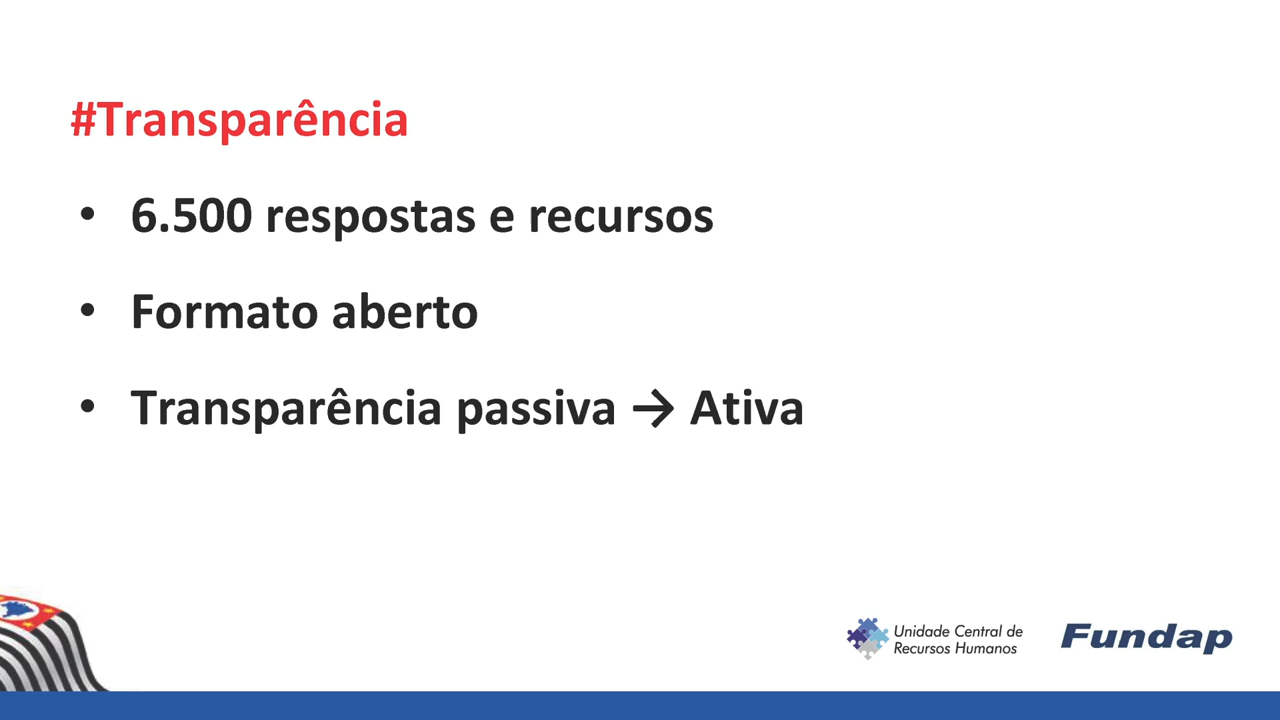 #Transparência
• 6.500 respostas e recursos
• Formato aberto
• Transparência passiva → Ativa
Unidade Central de
Recursos Humanos
Fundap